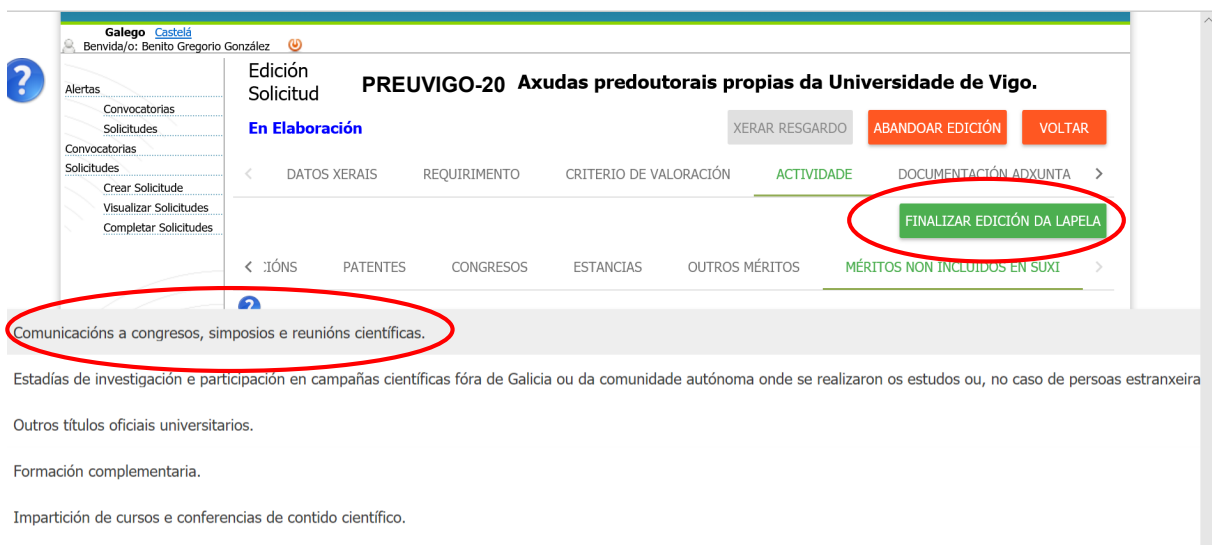 Galego Castelá
Benvida/o: Benito Gregorio González
?
Alertas
Convocatorias
Solicitudes
Convocatorias
Solicitudes
Crear Solicitude
Visualizar Solicitudes
Completar Solicitudes
Edición
Solicitud
PREUVIGO-20 Axudas predoutorais propias da Universidade de Vigo.
En Elaboración
XERAR RESGARDO ABANDOAR EDICIÓN VOLTAR
DATOS XERAIS REQUIRIMENTO CRITERIO DE VALORACIÓN ACTIVIDADE DOCUMENTACIÓN ADXUNTA
FINALIZAR EDICIÓN DA LAPELA
CIÓNS PATENTES CONGRESOS ESTANCIAS OUTROS MÉRITOS MÉRITOS NON INCLUIDOS EN SUXI
?
Comunicacións a congresos, simposios e reunións científicas.
Estadías de investigación e participación en campañas científicas fóra de Galicia ou da comunidade autónoma onde se realizaron os estudos ou, no caso de persoas estranxeira
Outros títulos oficiais universitarios.
Formación complementaria.
Impartición de cursos e conferencias de contido científico.